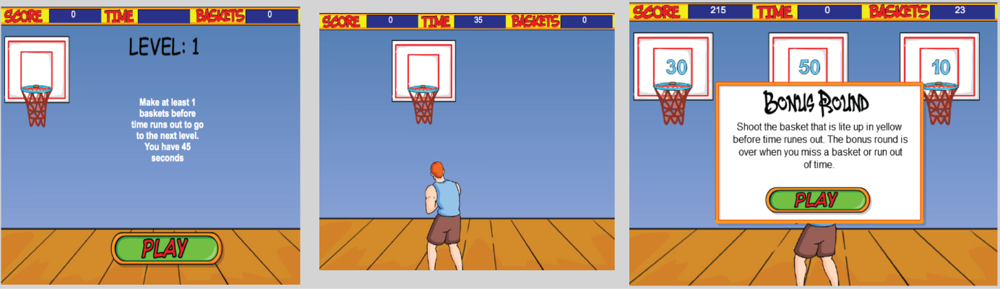 SCORE 0 TIME BASKETS 0
LEVEL: 1
Make at least 1
baskets before
time runs out to go
to the next level.
You have 45
seconds
PLAY
SCORE 0 TIME 35 BASKETS 0
SCORE 215 TIME 0 BASKETS 23
30 50 10
BONUS ROUND
Shoot the basket that is lite up in yellow
before time runes out. The bonus round is
over when you miss a basket or run out
of time.
PLAY